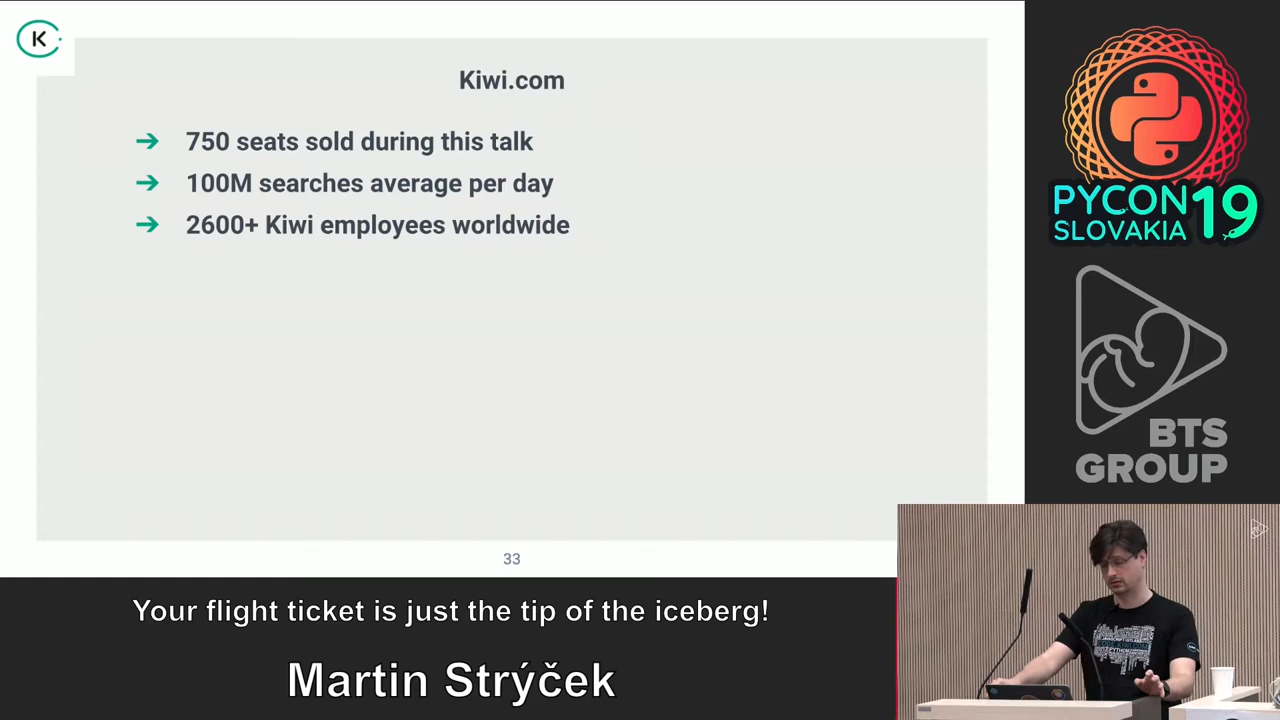 K
Kiwi.com
➔ 750 seats sold during this talk
➔ 100M searches average per day
➔ 2600+ Kiwi employees worldwide
33
PYCON 19
SLOVAKIA
BTS
GROUP
Your flight ticket is just the tip of the iceberg!
Martin Strýček